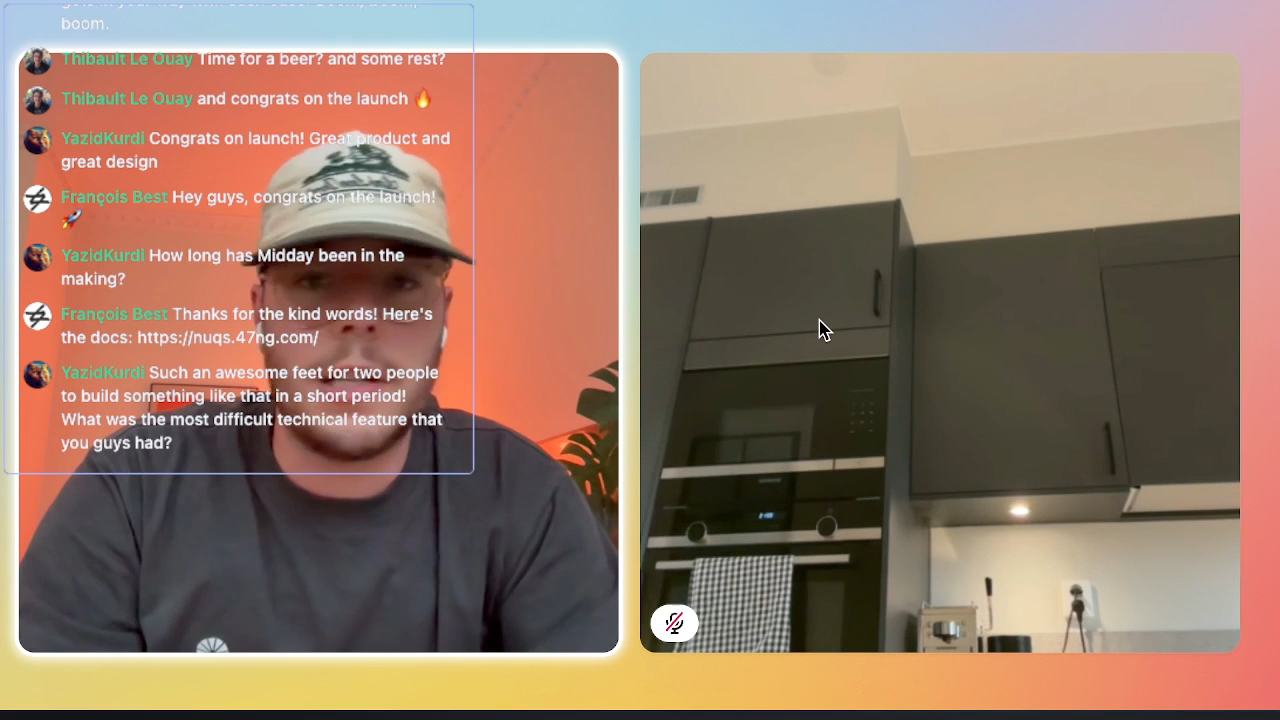 boom.
Thibault Le Ouay Time for a beer? and some rest?
Thibault Le Ouay and congrats on the launch 🔥
YazidKurdi Congrats on launch! Great product and
great design
François Best Hey guys, congrats on the launch!
🚀
YazidKurdi How long has Midday been in the
making?
François Best Thanks for the kind words! Here's
the docs: https://nuqs.47ng.com/
YazidKurdi Such an awesome feet for two people
to build something like that in a short period!
What was the most difficult technical feature that
you guys had?